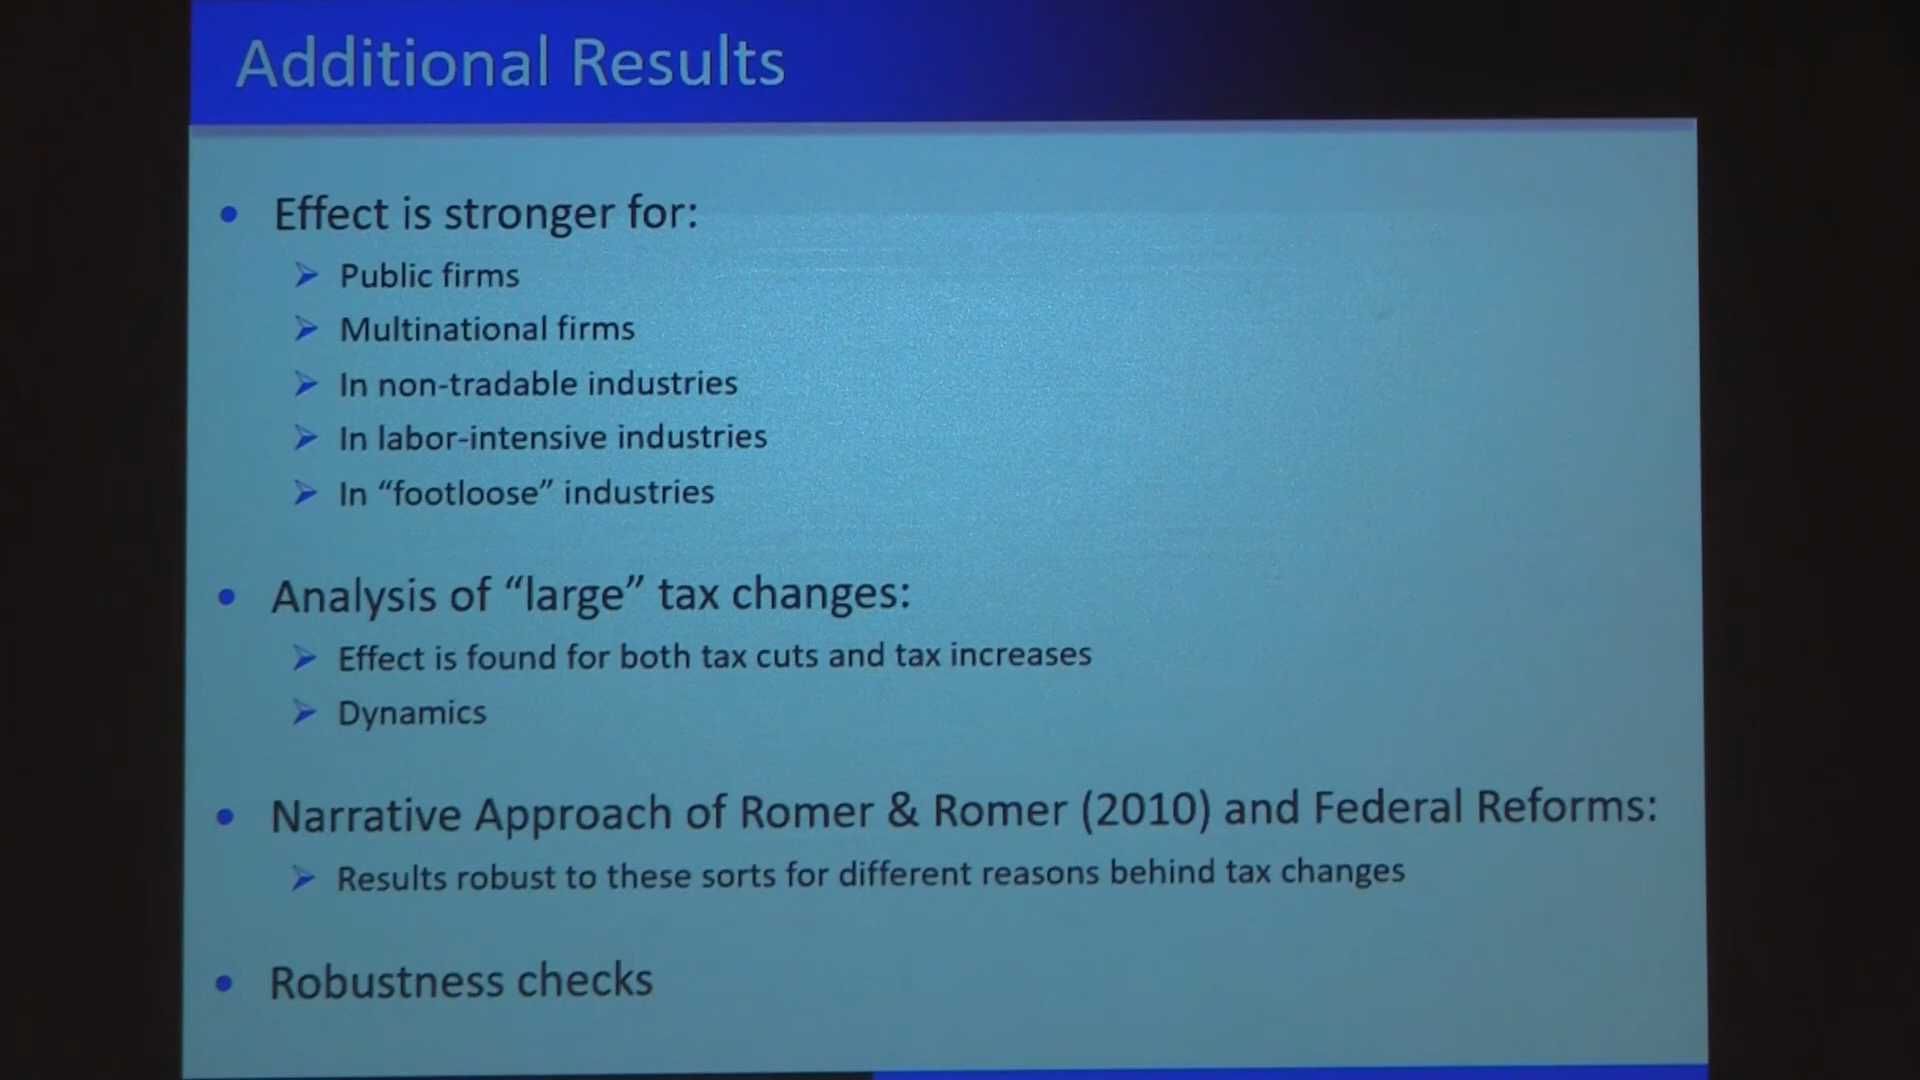 Additional Results
• Effect is stronger for:
➢ Public firms
➢ Multinational firms
➢ In non-tradable industries
➢ In labor-intensive industries
➢ In “footloose” industries
• Analysis of “large” tax changes:
➢ Effect is found for both tax cuts and tax increases
➢ Dynamics
• Narrative Approach of Romer & Romer (2010) and Federal Reforms:
➢ Results robust to these sorts for different reasons behind tax changes
• Robustness checks